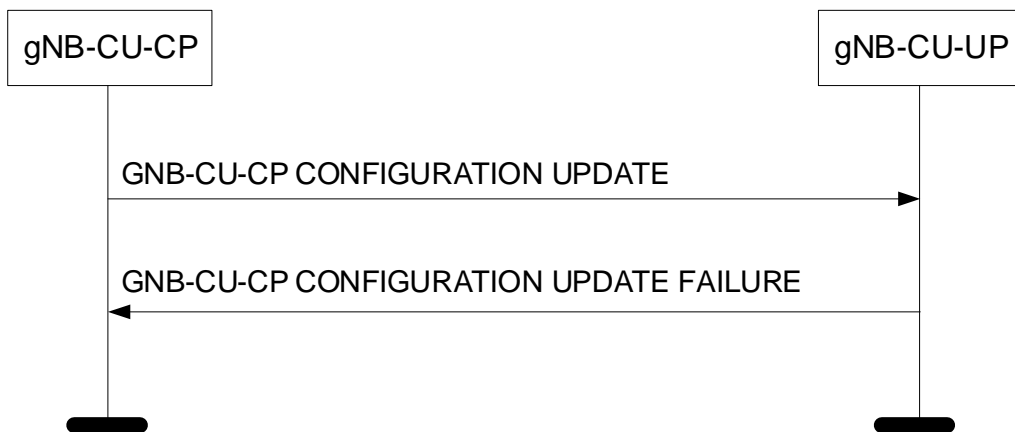 gNB-CU-CP
gNB-CU-UP
GNB-CU-CP CONFIGURATION UPDATE
GNB-CU-CP CONFIGURATION UPDATE FAILURE